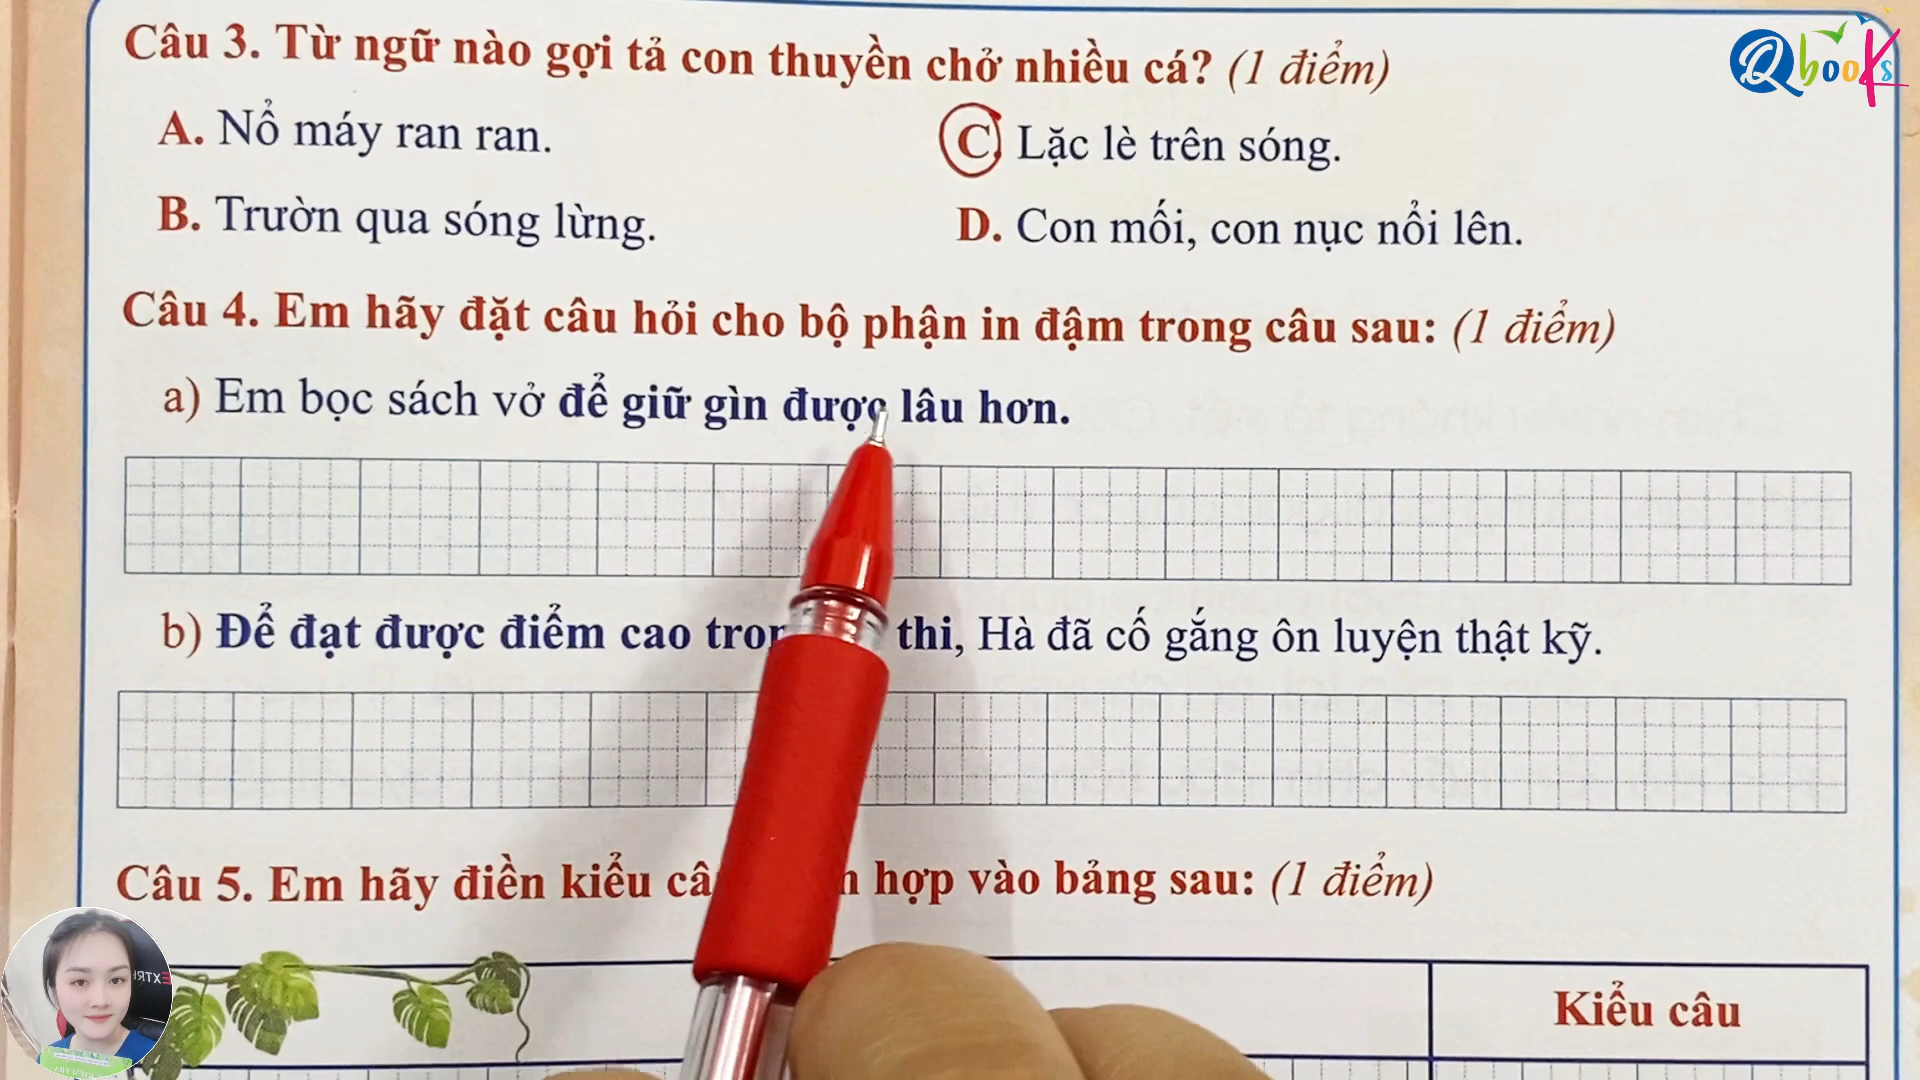 Câu 3. Từ ngữ nào gợi tả con thuyền chở nhiều cá? (1 điểm)
Qbooks
A. Nổ máy ran ran.
C. Lặc lè trên sóng.
B. Trườn qua sóng lừng.
D. Con mối, con nục nổi lên.
Câu 4. Em hãy đặt câu hỏi cho bộ phận in đậm trong câu sau: (1 điểm)
a) Em bọc sách vở để giữ gìn được lâu hơn.
b) Để đạt được điểm cao thi, Hà đã cố gắng ôn luyện thật kỹ.
Câu 5. Em hãy điền kiểu hợp vào bảng sau: (1 điểm)
Kiểu câu